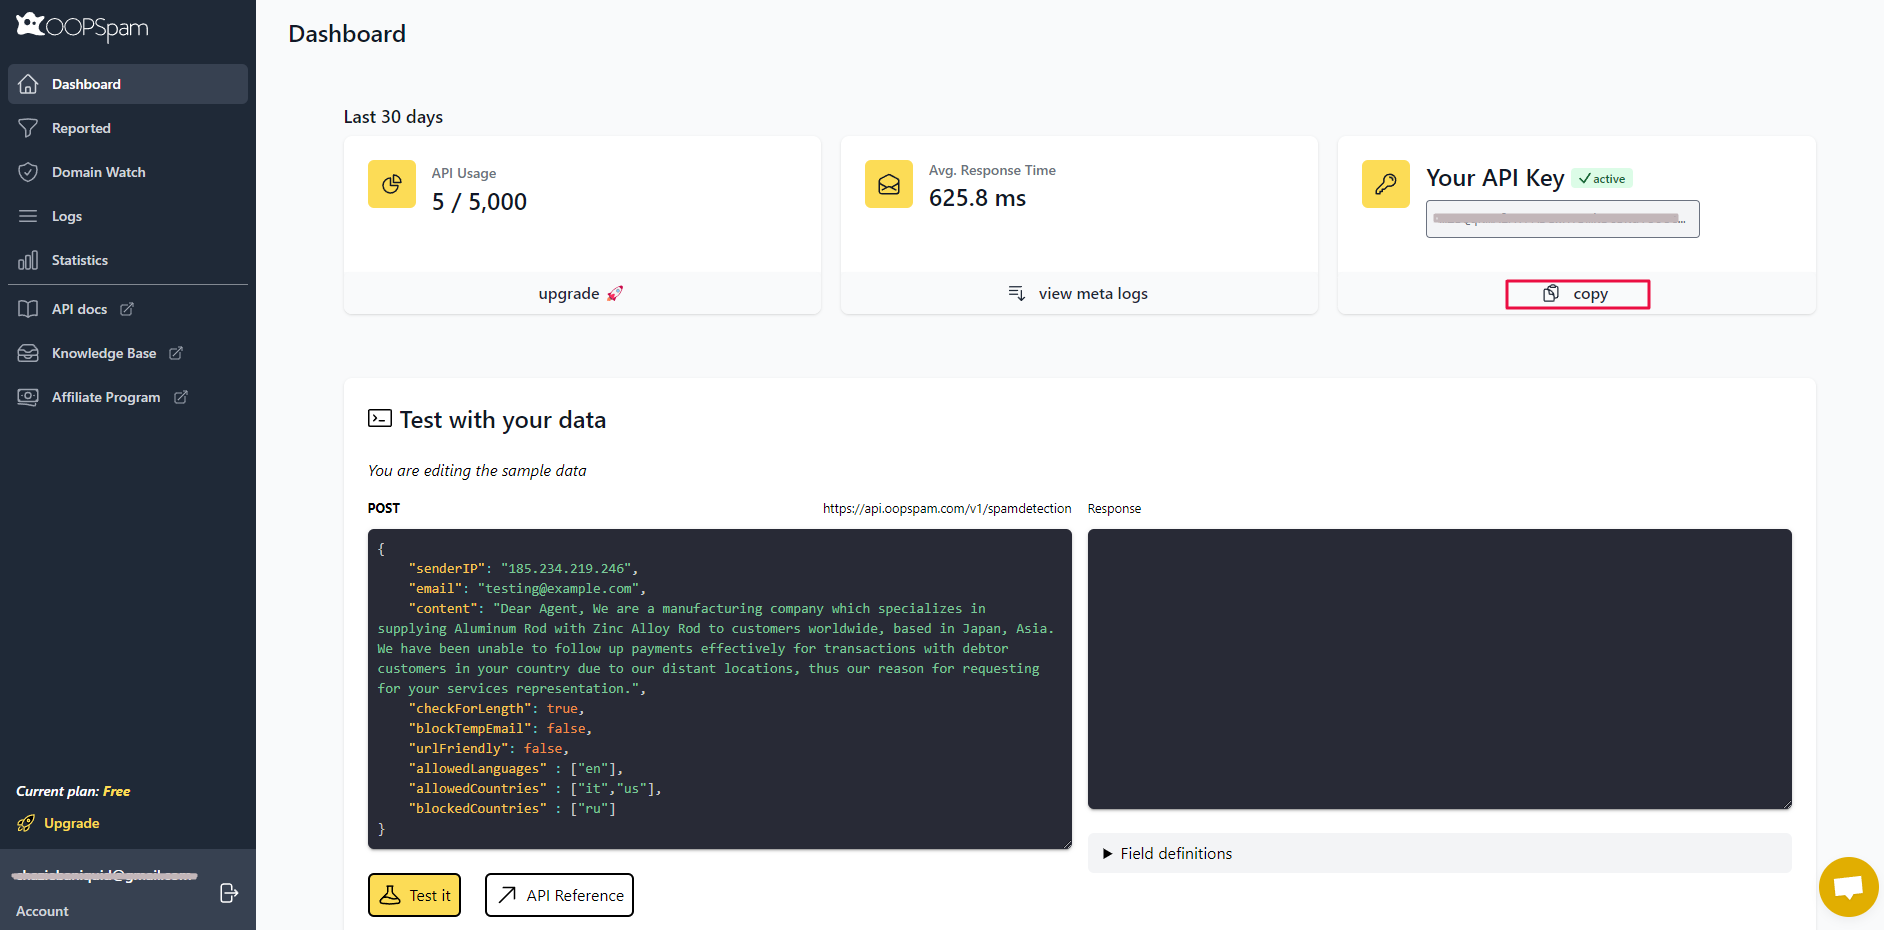 OOPSpam
Dashboard
Reported
Domain Watch
Logs
Statistics
API docs
Knowledge Base
Affiliate Program
Current plan: Free
Upgrade
Account
Dashboard
Last 30 days
API Usage
5 / 5,000
upgrade
Avg. Response Time
625.8 ms
view meta logs
Your API Key
active
copy
Test with your data
You are editing the sample data
POST
https://api.oopspam.com/v1/spamdetection
{
"senderIP": "185.234.219.246",
"email": "testing@example.com",
"content": "Dear Agent, We are a manufacturing company which specializes in
supplying Aluminum Rod with Zinc Alloy Rod to customers worldwide, based in Japan, Asia.
We have been unable to follow up payments effectively for transactions with debtor
customers in your country due to our distant locations, thus our reason for requesting
for your services representation.",
"checkForLength": true,
"blockTempEmail": false,
"urlFriendly": false,
"allowedLanguages" : ["en"],
"allowedCountries" : ["it","us"],
"blockedCountries" : ["ru"]
}
Test it
API Reference
Response
Field definitions